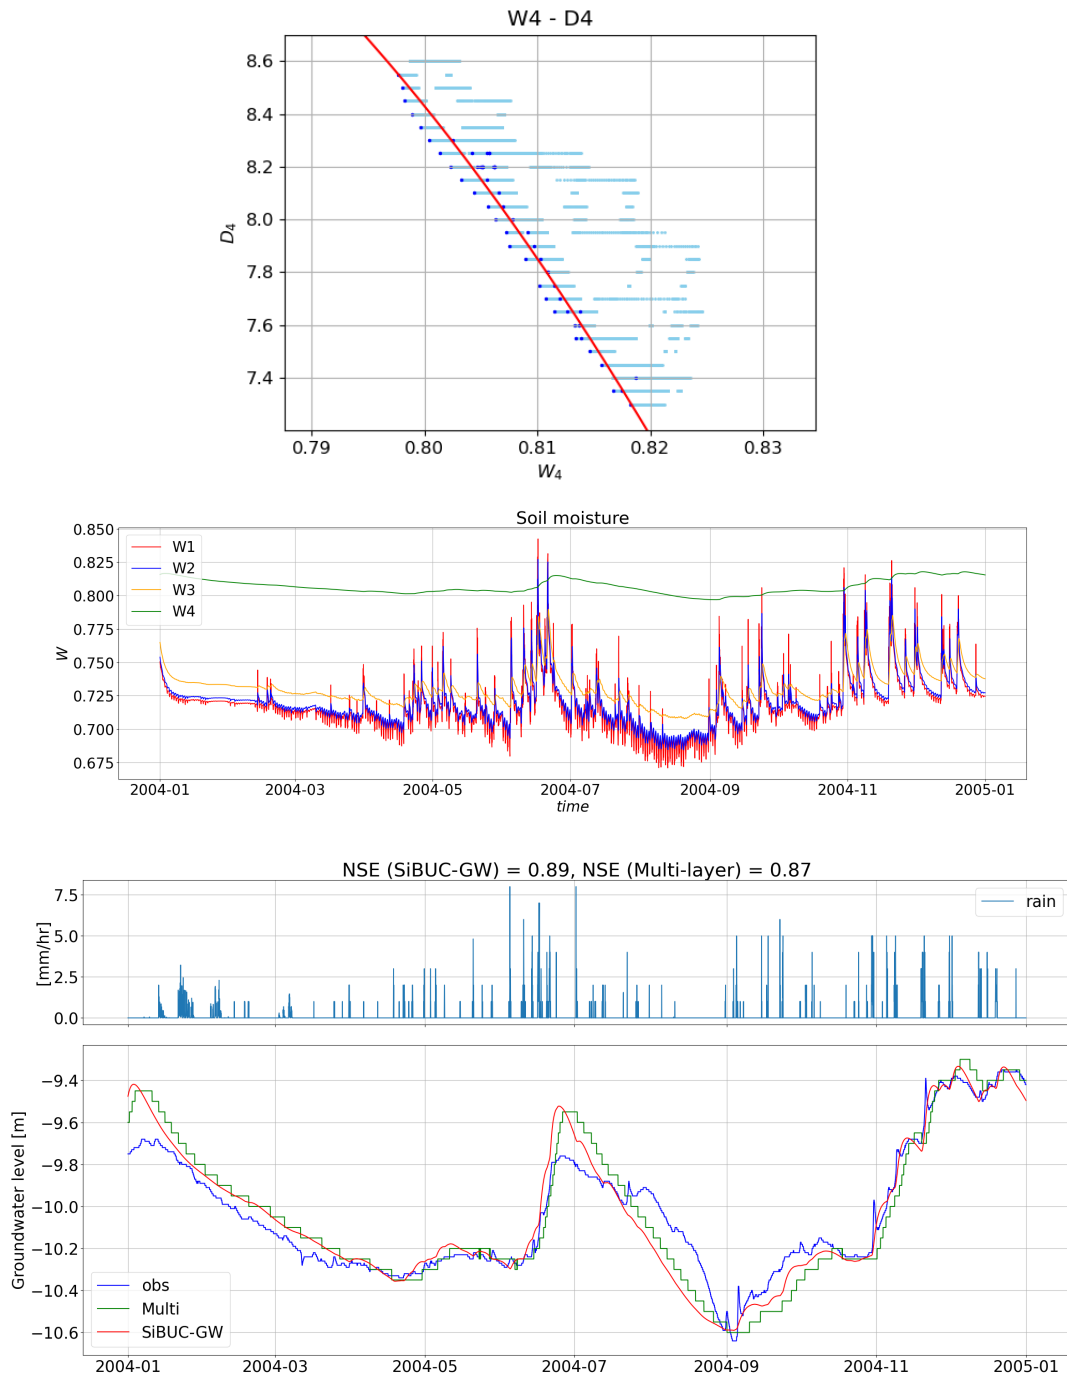 W4 - D4
8.6
8.4
8.2
8.0
7.8
7.6
7.4
D4
0.79 0.80 0.81 0.82 0.83
W4
Soil moisture
0.850
0.825
0.800
0.775
0.750
0.725
0.700
0.675
W
W1
W2
W3
W4
2004-01 2004-03 2004-05 2004-07 2004-09 2004-11 2005-01
time
NSE (SiBUC-GW) = 0.89, NSE (Multi-layer) = 0.87
7.5
5.0
2.5
0.0
[mm/hr]
rain
−9.4
−9.6
−9.8
−10.0
−10.2
−10.4
−10.6
Groundwater level [m]
obs
Multi
SiBUC-GW
2004-01 2004-03 2004-05 2004-07 2004-09 2004-11 2005-01